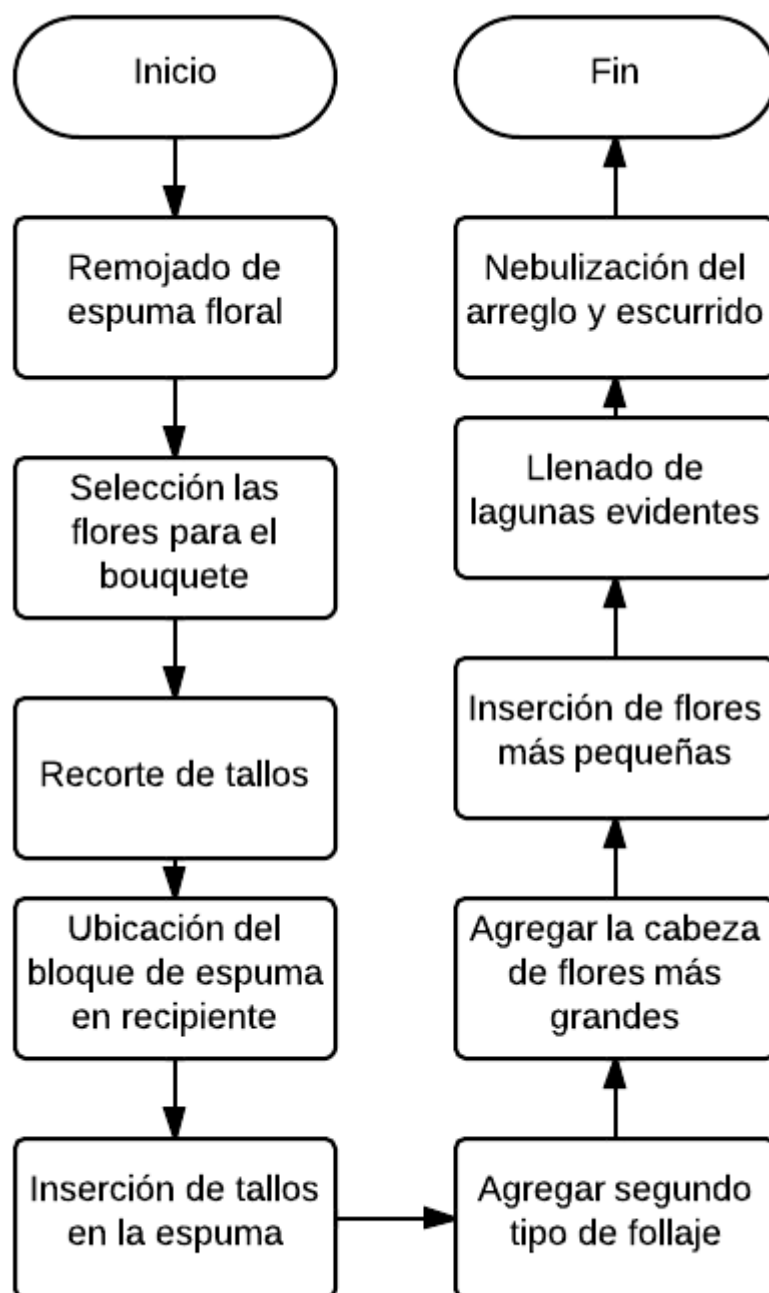 Inicio
Remojado de
espuma floral
Selección las
flores para el
bouquete
Recorte de tallos
Ubicación del
bloque de espuma
en recipiente
Inserción de tallos
en la espuma
Agregar segundo
tipo de follaje
Agregar la cabeza
de flores más
grandes
Inserción de flores
más pequeñas
Llenado de
lagunas evidentes
Nebulización del
arreglo y escurrido
Fin